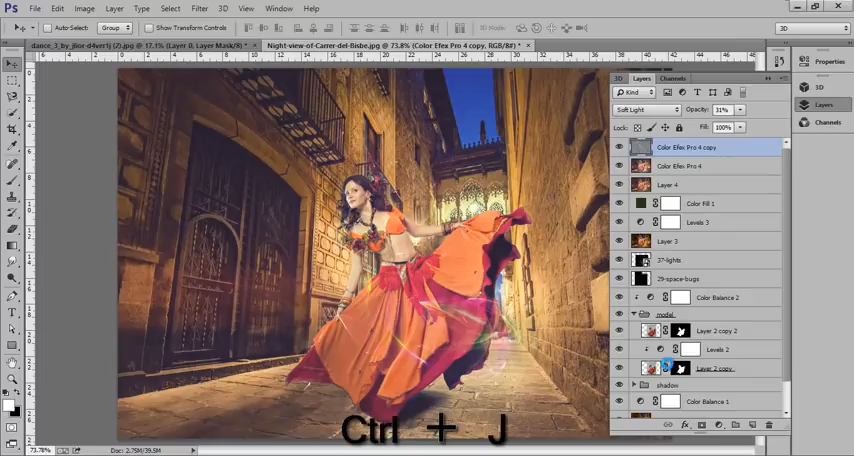 Ps File Edit Image Layer Type Select Filter 3D View Window Help
Auto-Select: Group Show Transform Controls 3D Mode: 3D
dance_3_by_jlior-d4ver1j (2).jpg @ 17.1% (Layer 0, Layer Mask/8) * × Night-view-of-Carrer-del-Bisbe.jpg @ 73.8% (Color Efex Pro 4 copy, RGB/8#) * ×
3D Layers Channels
Properties
Kind
3D
Soft Light Opacity: 31%
Layers
Lock: Fill: 100%
Channels
Color Efex Pro 4 copy
Color Efex Pro 4
Layer 4
Color Fill 1
Levels 3
Layer 3
37-lights
29-space-bugs
Color Balance 2
model
Layer 2 copy 2
Levels 2
Layer 2 copy
shadow
Color Balance 1
Ctrl + J
73.78% Doc: 2.75M/39.5M